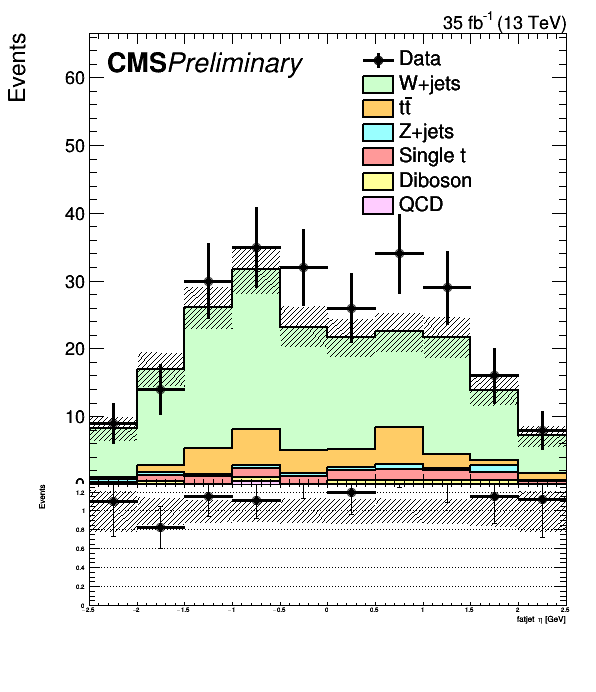 35 fb⁻¹ (13 TeV)
Events
CMSPreliminary
Data
W+jets
tt̄
Z+jets
Single t
Diboson
QCD
60
50
40
30
20
10
0
Events
1.2
1
0.8
0.6
0.4
0.2
0
-2.5 -2 -1.5 -1 -0.5 0 0.5 1 1.5 2 2.5
fatjet η [GeV]